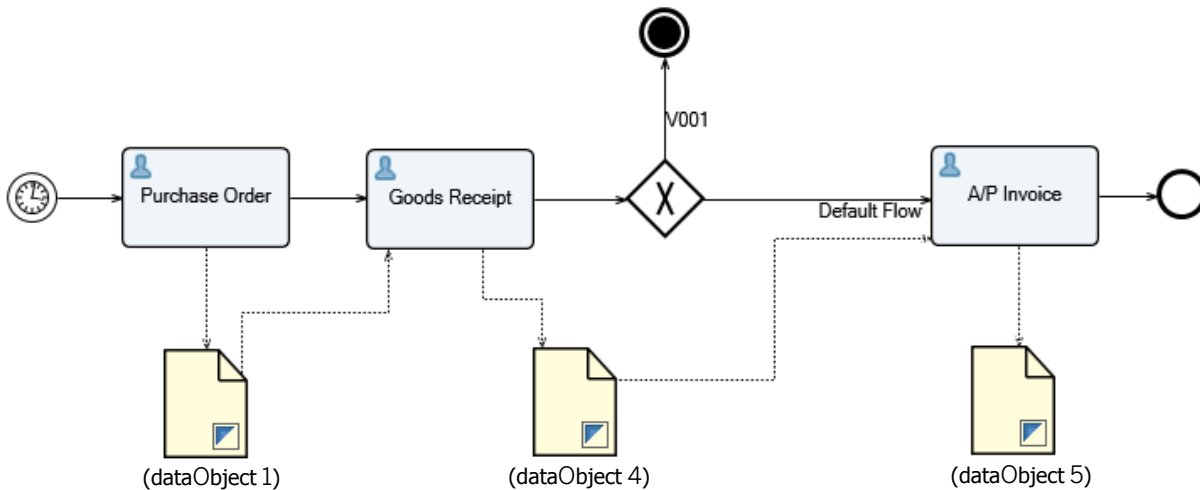 V001
Purchase Order
Goods Receipt
X
Default Flow
A/P Invoice
(dataObject 1)
(dataObject 4)
(dataObject 5)